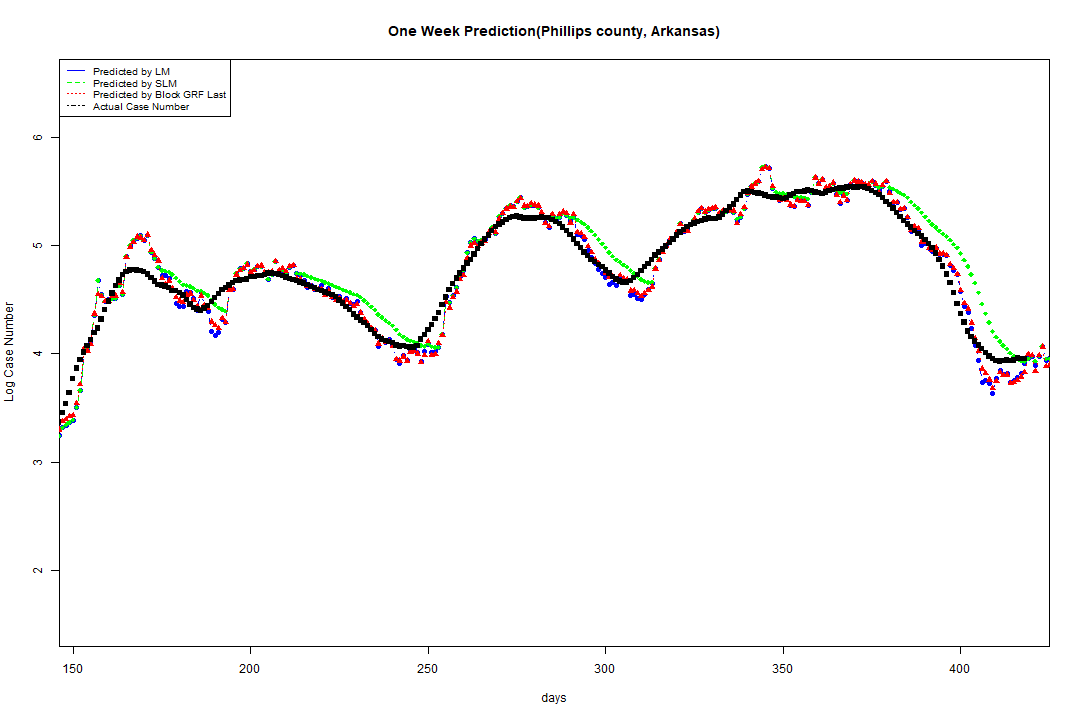 One Week Prediction(Phillips county, Arkansas)
Predicted by LM
Predicted by SLM
Predicted by Block GRF Last
Actual Case Number
6
5
4
3
2
Log Case Number
150 200 250 300 350 400
days